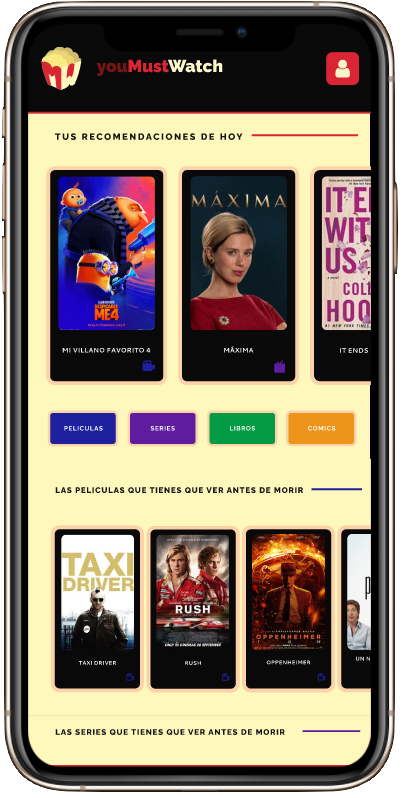 youMustWatch
TUS RECOMENDACIONES DE HOY
DESPICABLE
ME4
MÁXIMA
IT E
WIT
US
COLL
HOO
MI VILLANO FAVORITO 4
MÁXIMA
IT ENDS
PELICULAS
SERIES
LIBROS
COMICS
LAS PELICULAS QUE TIENES QUE VER ANTES DE MORIR
TAXI
DRIVER
RUSH
OPPENHEIMER
TAXI DRIVER
RUSH
OPPENHEIMER
UN N
LAS SERIES QUE TIENES QUE VER ANTES DE MORIR